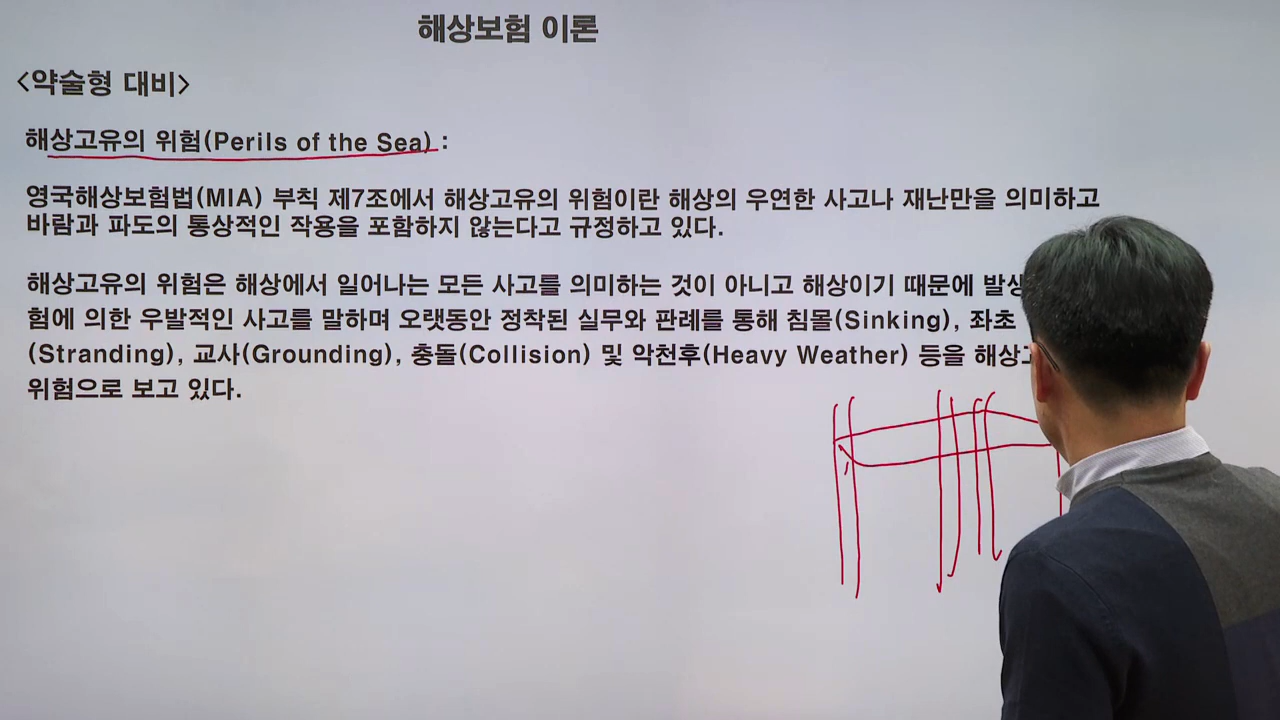 해상보험 이론
<약술형 대비>
해상고유의 위험(Perils of the Sea) :
영국해상보험법(MIA) 부칙 제7조에서 해상고유의 위험이란 해상의 우연한 사고나 재난만을 의미하고
바람과 파도의 통상적인 작용을 포함하지 않는다고 규정하고 있다.
해상고유의 위험은 해상에서 일어나는 모든 사고를 의미하는 것이 아니고 해상이기 때문에 발생
험에 의한 우발적인 사고를 말하며 오랫동안 정착된 실무와 판례를 통해 침몰(Sinking), 좌초
(Stranding), 교사(Grounding), 충돌(Collision) 및 악천후(Heavy Weather) 등을 해상
위험으로 보고 있다.